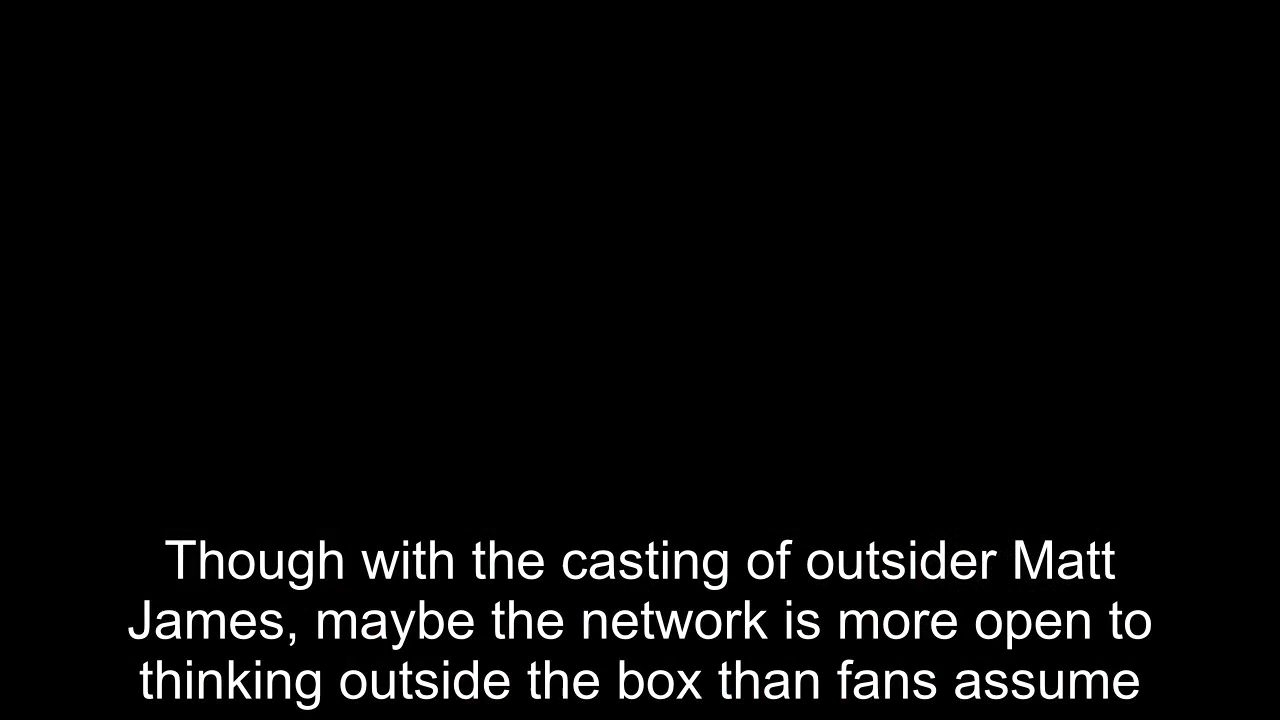 Though with the casting of outsider Matt
James, maybe the network is more open to
thinking outside the box than fans assume